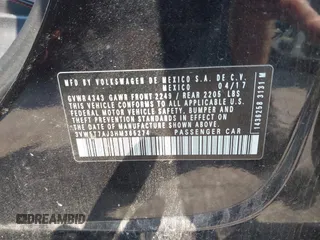 MFD. BY VOLKSWAGEN DE MEXICO S.A. DE C.V.
MEXICO 04/17
GVWR 4343 GAWR FRONT 2249 / REAR 2205 LBS
THIS VEHICLE CONFORMS TO ALL APPLICABLE U.S.
FEDERAL MOTOR VEHICLE SAFETY, BUMPER, AND
THEFT PREVENTION STANDARDS IN EFFECT ON THE
DATE OF MANUFACTURE SHOWN ABOVE.
PASSENGER CAR
1436258 3131 M
DREAMBID